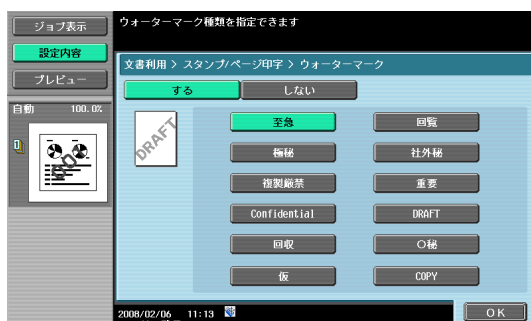 ジョブ表示
ウォーターマーク種類を指定できます
設定内容
プレビュー
文書利用 > スタンプ/ページ印字 > ウォーターマーク
する
しない
自動 100.0%
DRAFT
至急
回覧
極秘
社外秘
複製厳禁
重要
Confidential
DRAFT
回収
○秘
仮
COPY
2008/02/06 11:13
OK